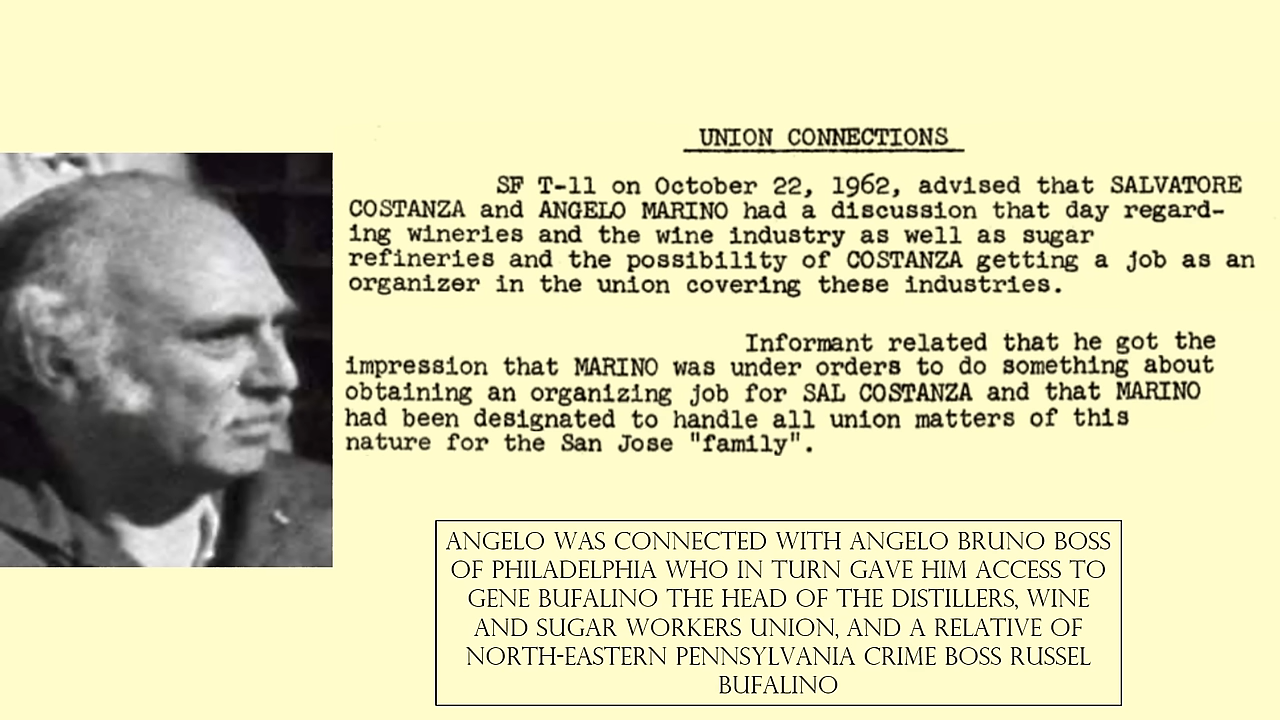 UNION CONNECTIONS
SF T-11 on October 22, 1962, advised that SALVATORE
COSTANZA and ANGELO MARINO had a discussion that day regard-
ing wineries and the wine industry as well as sugar
refineries and the possibility of COSTANZA getting a job as an
organizer in the union covering these industries.
Informant related that he got the
impression that MARINO was under orders to do something about
obtaining an organizing job for SAL COSTANZA and that MARINO
had been designated to handle all union matters of this
nature for the San Jose "family".
ANGELO WAS CONNECTED WITH ANGELO BRUNO BOSS
OF PHILADELPHIA WHO IN TURN GAVE HIM ACCESS TO
GENE BUFALINO THE HEAD OF THE DISTILLERS, WINE
AND SUGAR WORKERS UNION, AND A RELATIVE OF
NORTH-EASTERN PENNSYLVANIA CRIME BOSS RUSSEL
BUFALINO